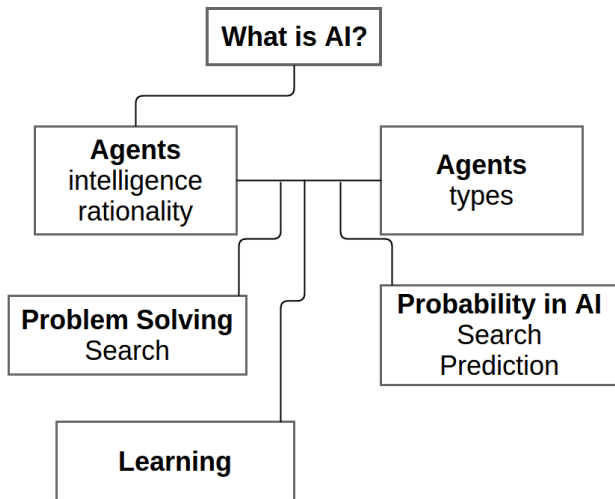 What is AI?
Agents
intelligence
rationality
Agents
types
Problem Solving
Search
Probability in AI
Search
Prediction
Learning